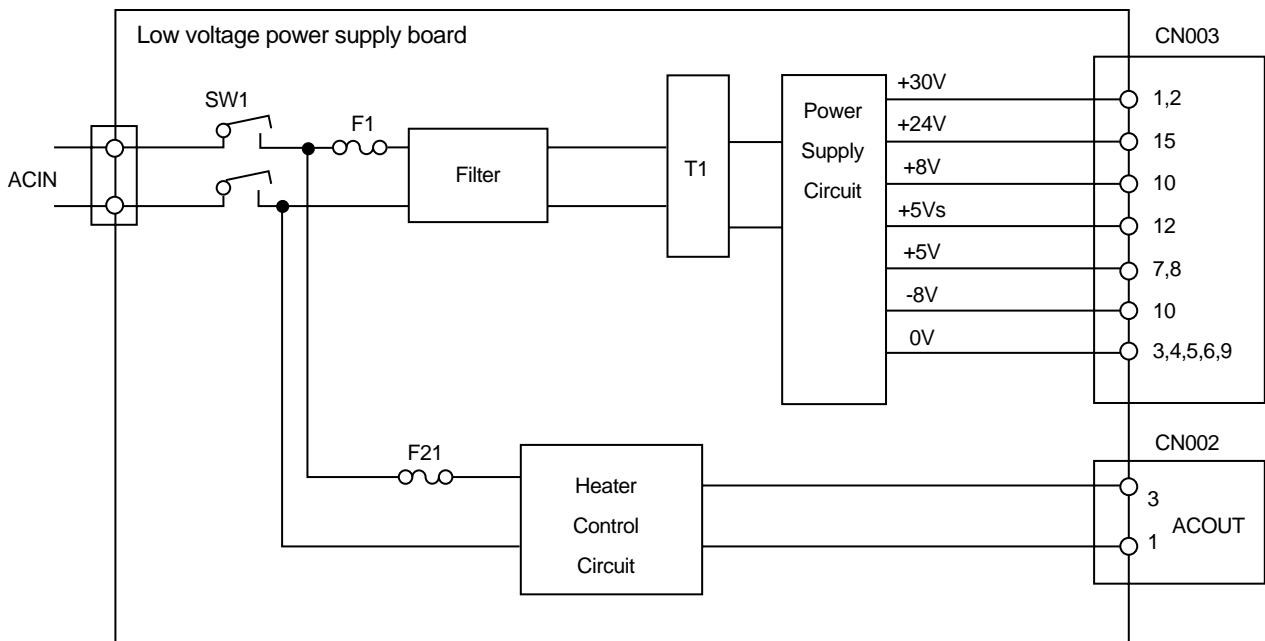 Low voltage power supply board
CN003
SW1
F1
ACIN
Filter
T1
Power
Supply
Circuit
+30V
1,2
+24V
15
+8V
10
+5Vs
12
+5V
7,8
-8V
10
0V
3,4,5,6,9
F21
Heater
Control
Circuit
CN002
3
ACOUT
1